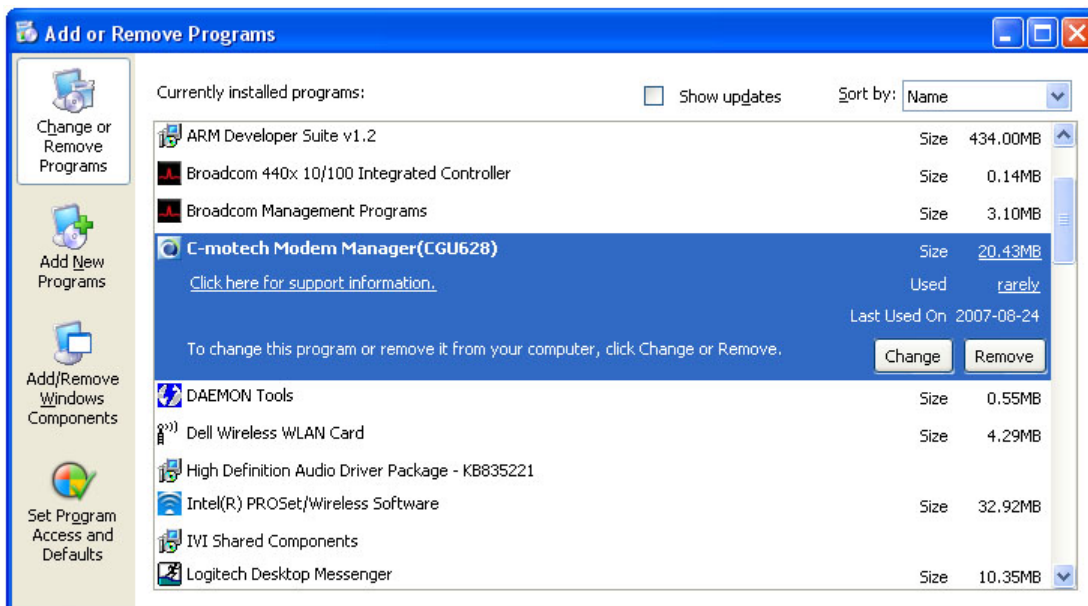 Add or Remove Programs
Change or
Remove
Programs
Add New
Programs
Add/Remove
Windows
Components
Set Program
Access and
Defaults
Currently installed programs:
Show updates
Sort by: Name
ARM Developer Suite v1.2 Size 434.00MB
Broadcom 440x 10/100 Integrated Controller Size 0.14MB
Broadcom Management Programs Size 3.10MB
C-motech Modem Manager(CGU628) Size 20.43MB
Click here for support information. Used rarely
Last Used On 2007-08-24
To change this program or remove it from your computer, click Change or Remove. Change Remove
DAEMON Tools Size 0.55MB
Dell Wireless WLAN Card Size 4.29MB
High Definition Audio Driver Package - KB835221
Intel(R) PROSet/Wireless Software Size 32.92MB
IVI Shared Components
Logitech Desktop Messenger Size 10.35MB